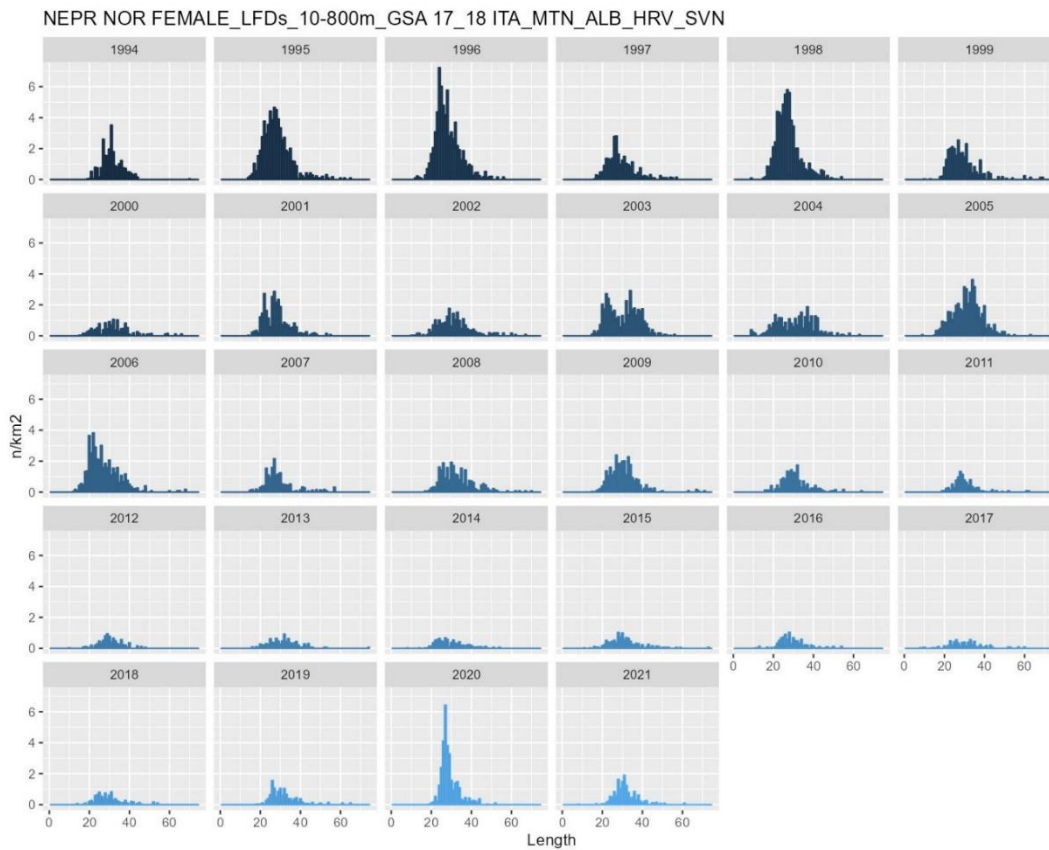 NEPR NOR FEMALE_LFDs_10-800m_GSA 17_18 ITA_MTN_ALB_HRV_SVN
1994 1995 1996 1997 1998 1999
6
4
2
0
2000 2001 2002 2003 2004 2005
6
4
2
0
2006 2007 2008 2009 2010 2011
n/km2
6
4
2
0
2012 2013 2014 2015 2016 2017
6
4
2
0
0 20 40 60 0 20 40 60
2018 2019 2020 2021
6
4
2
0
0 20 40 60 0 20 40 60 0 20 40 60 0 20 40 60
Length